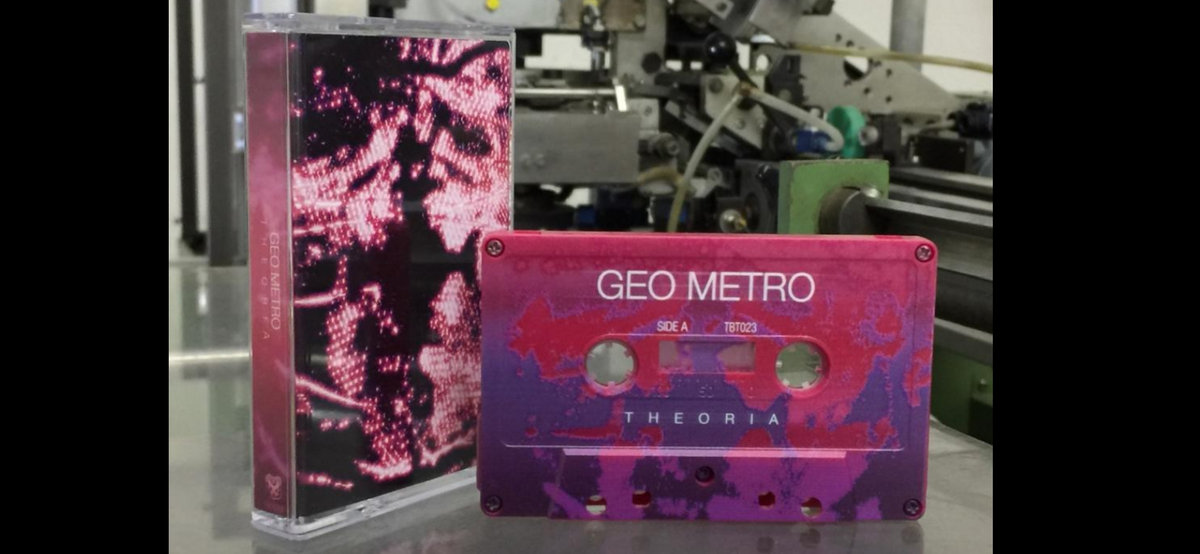 GEO METRO
THEORIA
GEO METRO
SIDE A TBT023
THEORIA